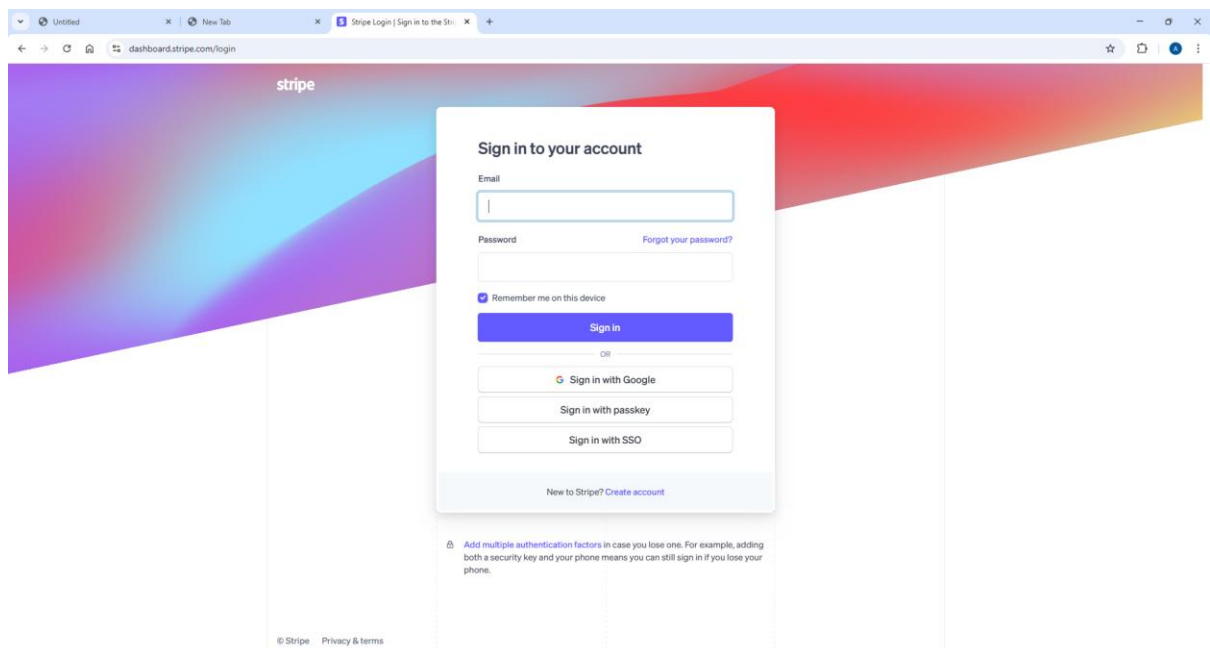 Untitled
New Tab
Stripe Login | Sign in to the Str
dashboard.stripe.com/login
A
stripe
Sign in to your account
Email
Password
Forgot your password?
Remember me on this device
Sign in
OR
Sign in with Google
Sign in with passkey
Sign in with SSO
New to Stripe? Create account
Add multiple authentication factors in case you lose one. For example, adding
both a security key and your phone means you can still sign in if you lose your
phone.
© Stripe Privacy & terms